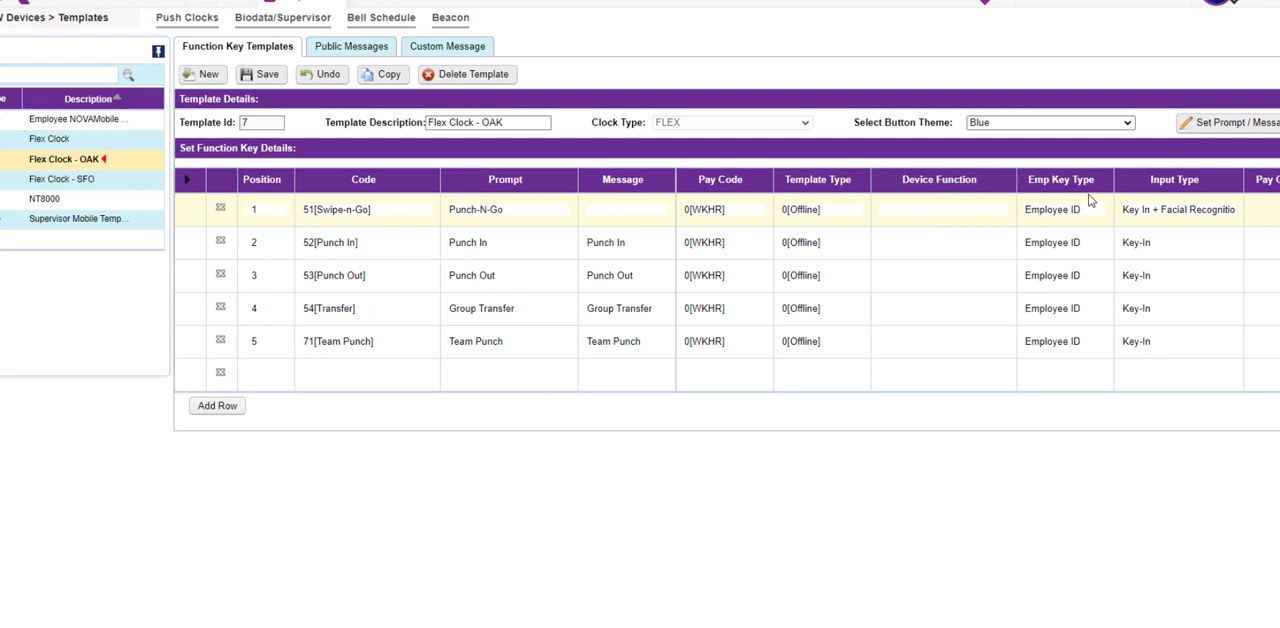 V Devices > Templates
Push Clocks
Biodata/Supervisor
Bell Schedule
Beacon
Function Key Templates
Public Messages
Custom Message
New
Save
Undo
Copy
Delete Template
Description
Template Details:
Employee NOVAMobile ...
Template Id: 7
Template Description: Flex Clock - OAK
Clock Type: FLEX
Select Button Theme: Blue
Set Prompt / Messa
Flex Clock
Set Function Key Details:
Flex Clock - OAK
Flex Clock - SFO
NT8000
Supervisor Mobile Temp...
Position Code Prompt Message Pay Code Template Type Device Function Emp Key Type Input Type Pay
1 51[Swipe-n-Go] Punch-N-Go 0[WKHR] 0[Offline] Employee ID Key In + Facial Recognitio
2 52[Punch In] Punch In Punch In 0[WKHR] 0[Offline] Employee ID Key-In
3 53[Punch Out] Punch Out Punch Out 0[WKHR] 0[Offline] Employee ID Key-In
4 54[Transfer] Group Transfer Group Transfer 0[WKHR] 0[Offline] Employee ID Key-In
5 71[Team Punch] Team Punch Team Punch 0[WKHR] 0[Offline] Employee ID Key-In
Add Row